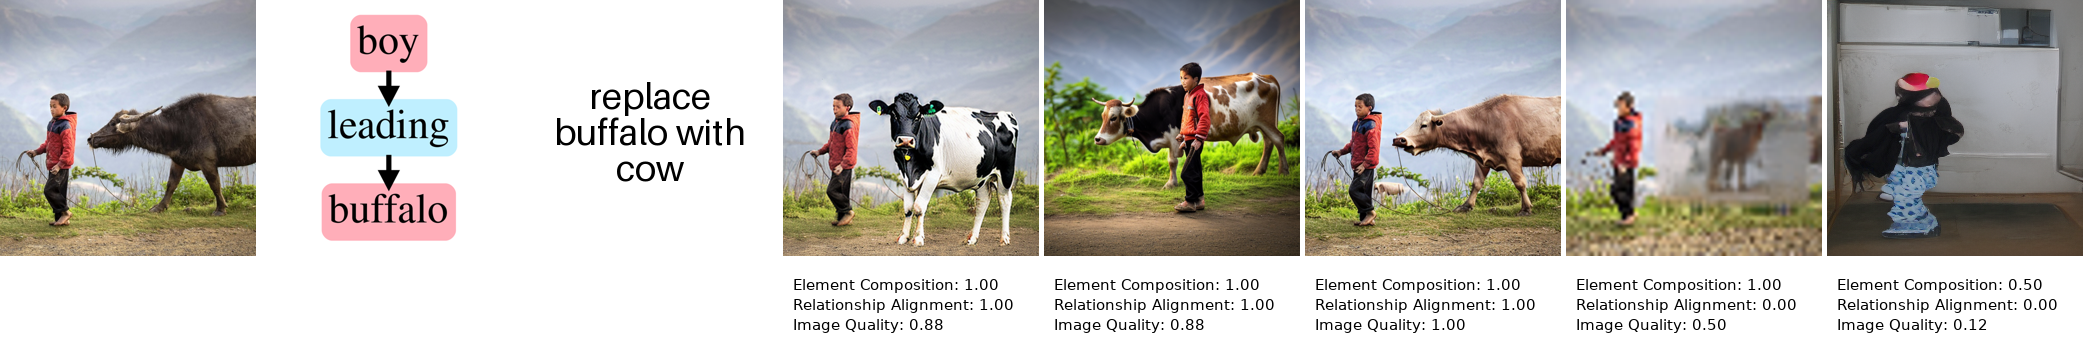 boy
leading
buffalo
replace
buffalo with
cow
Element Composition: 1.00
Relationship Alignment: 1.00
Image Quality: 0.88
Element Composition: 1.00
Relationship Alignment: 1.00
Image Quality: 0.88
Element Composition: 1.00
Relationship Alignment: 1.00
Image Quality: 1.00
Element Composition: 1.00
Relationship Alignment: 0.00
Image Quality: 0.50
Element Composition: 0.50
Relationship Alignment: 0.00
Image Quality: 0.12